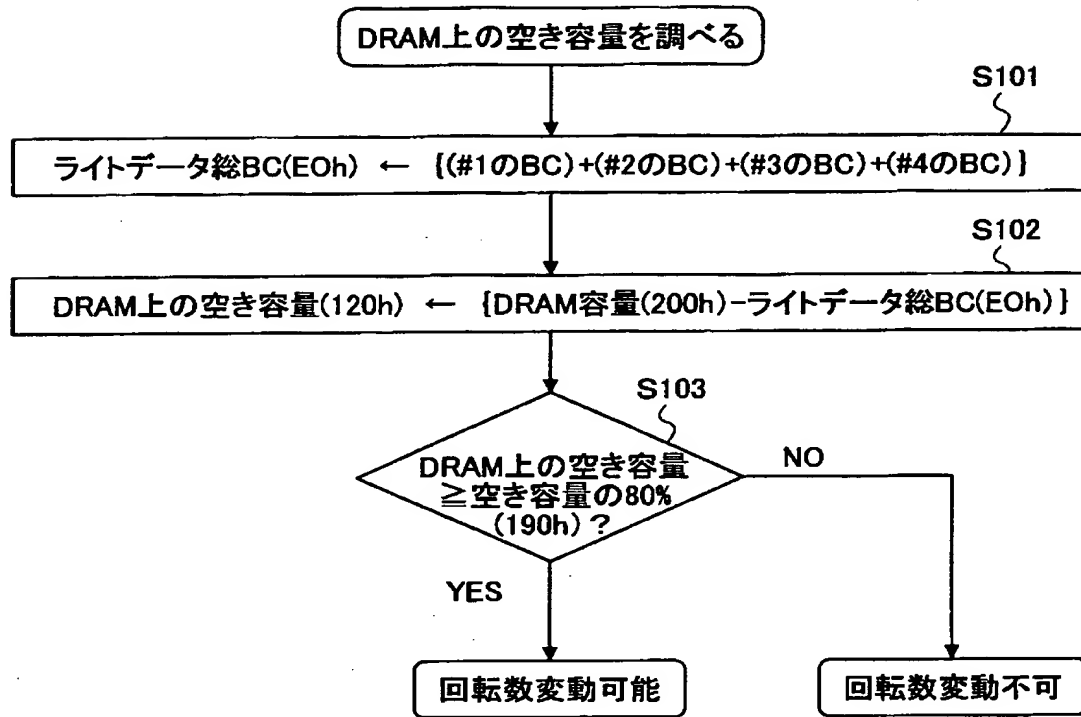 DRAM上の空き容量を調べる
S101
ライトデータ総BC(EOh) ← {(#1のBC)+(#2のBC)+(#3のBC)+(#4のBC)}
S102
DRAM上の空き容量(120h) ← {DRAM容量(200h)-ライトデータ総BC(EOh)}
S103
DRAM上の空き容量
≧空き容量の80%
(190h)?
NO
YES
回転数変動可能
回転数変動不可